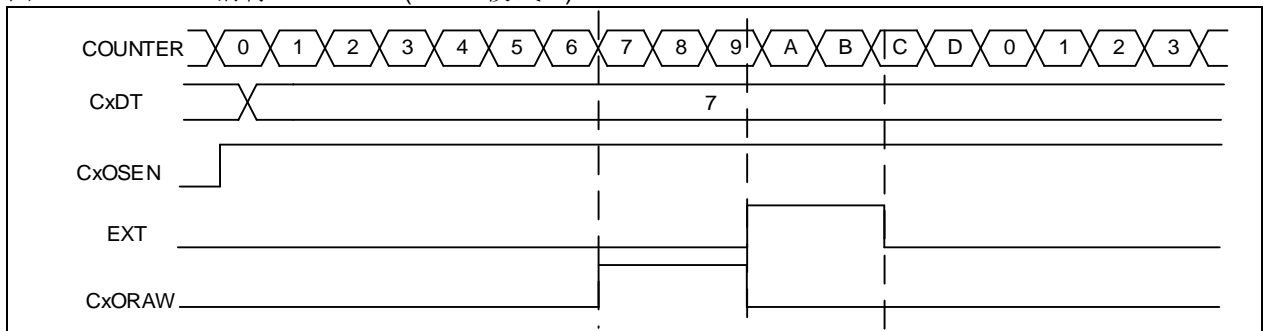 COUNTER 0 1 2 3 4 5 6 7 8 9 A B C D 0 1 2 3
CxDT 7
CxOSEN
EXT
CxORAW